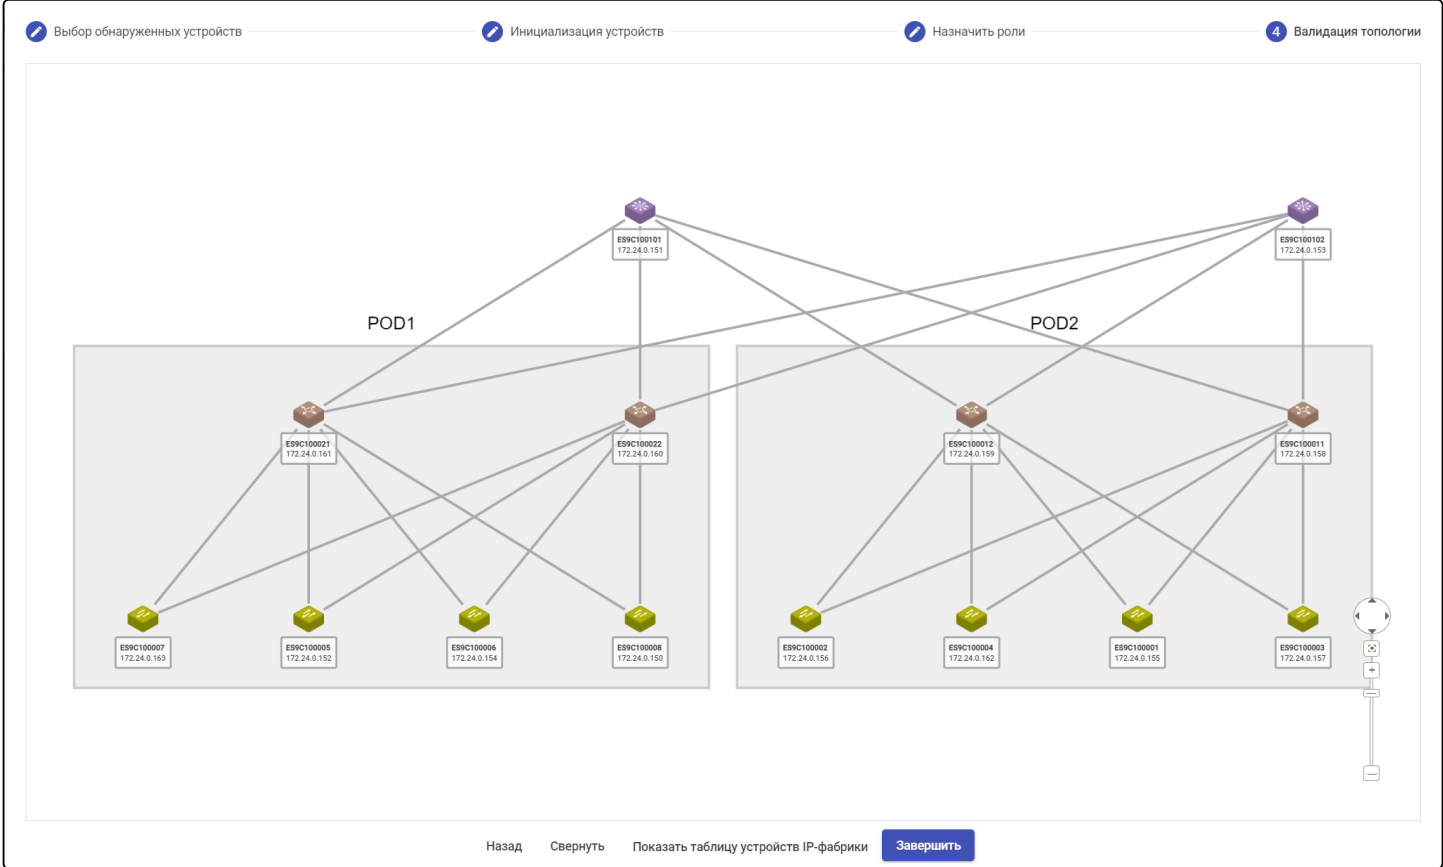 Выбор обнаруженных устройств
Инициализация устройств
Назначить роли
4 Валидация топологии
ES9C100101
172.24.0.151
ES9C100102
172.24.0.153
POD1
POD2
ES9C100021
172.24.0.161
ES9C100022
172.24.0.160
ES9C100012
172.24.0.159
ES9C100011
172.24.0.158
ES9C100007
172.24.0.163
ES9C100005
172.24.0.152
ES9C100006
172.24.0.154
ES9C100008
172.24.0.150
ES9C100002
172.24.0.156
ES9C100004
172.24.0.162
ES9C100001
172.24.0.155
ES9C100003
172.24.0.157
Назад
Свернуть
Показать таблицу устройств IP-фабрики
Завершить